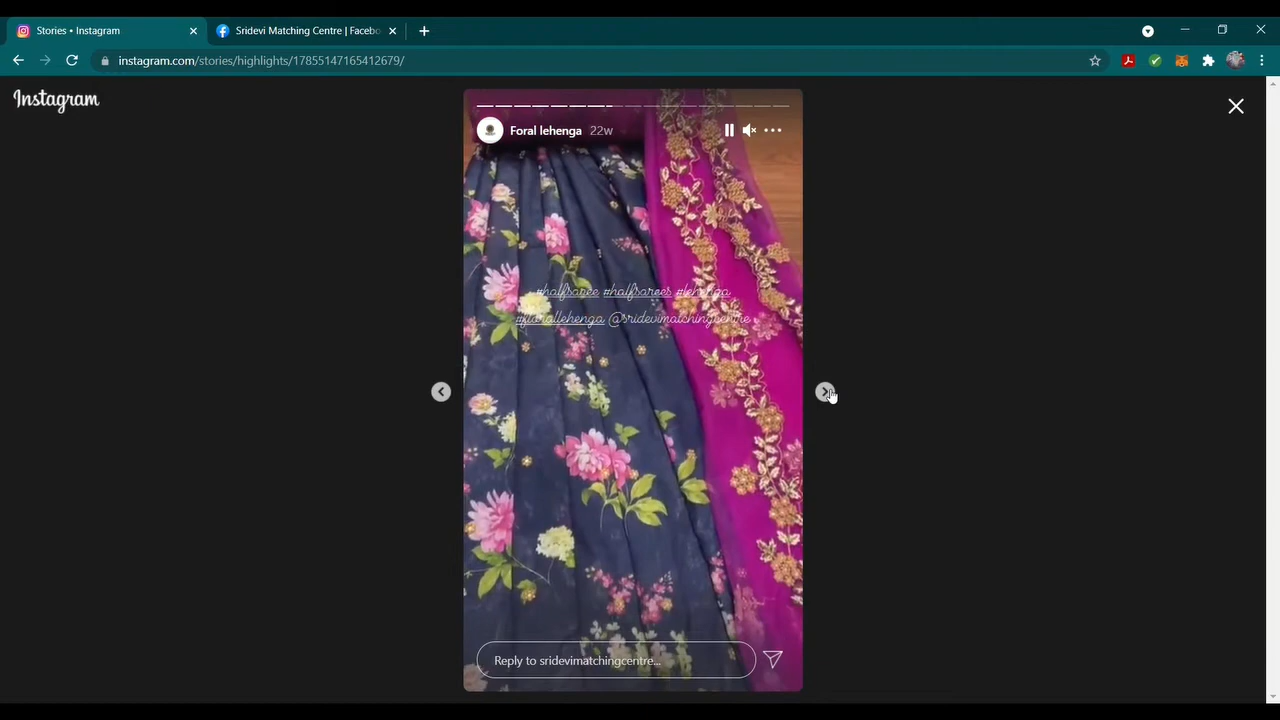 Stories • Instagram
Sridevi Matching Centre | Facebo
instagram.com/stories/highlights/17855147165412679/
Instagram
Foral lehenga 22w
#halfsaree #halfsarees #lehenga
#florallehenga @sridevimatchingcentre
Reply to sridevimatchingcentre...